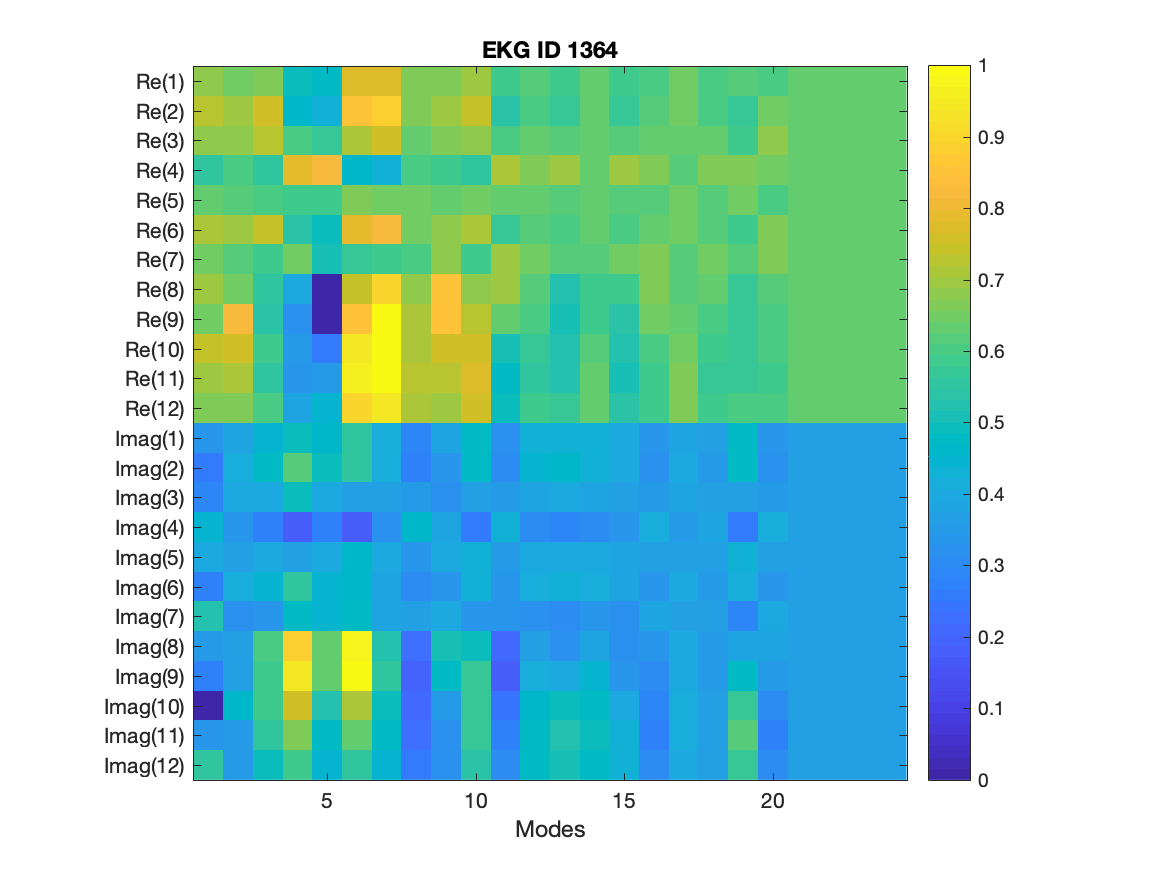 EKG ID 1364
Re(1)
Re(2)
Re(3)
Re(4)
Re(5)
Re(6)
Re(7)
Re(8)
Re(9)
Re(10)
Re(11)
Re(12)
Imag(1)
Imag(2)
Imag(3)
Imag(4)
Imag(5)
Imag(6)
Imag(7)
Imag(8)
Imag(9)
Imag(10)
Imag(11)
Imag(12)
5 10 15 20
Modes
1
0.9
0.8
0.7
0.6
0.5
0.4
0.3
0.2
0.1
0